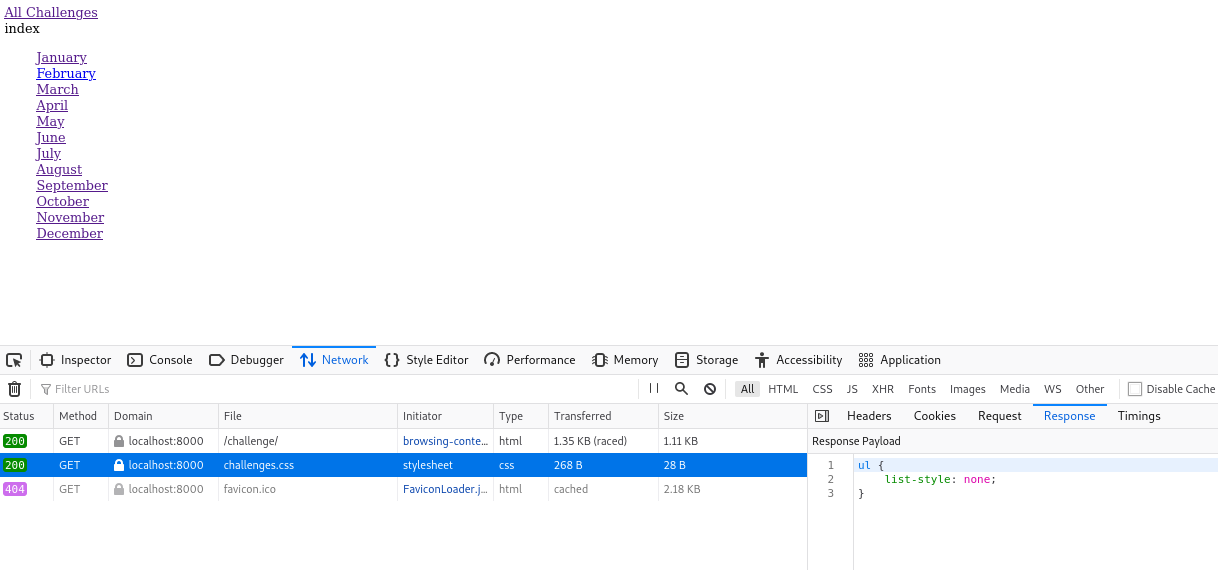 All Challenges
index
January
February
March
April
May
June
July
August
September
October
November
December
Inspector Console Debugger Network Style Editor Performance Memory Storage Accessibility Application
Filter URLs All HTML CSS JS XHR Fonts Images Media WS Other Disable Cache
Status Method Domain File Initiator Type Transferred Size Headers Cookies Request Response Timings
200 GET localhost:8000 /challenge/ browsing-conte... html 1.35 KB (raced) 1.11 KB
200 GET localhost:8000 challenges.css stylesheet css 268 B 28 B
404 GET localhost:8000 favicon.ico FaviconLoader.j... html cached 2.18 KB
Response Payload
1 ul {
2 list-style: none;
3 }